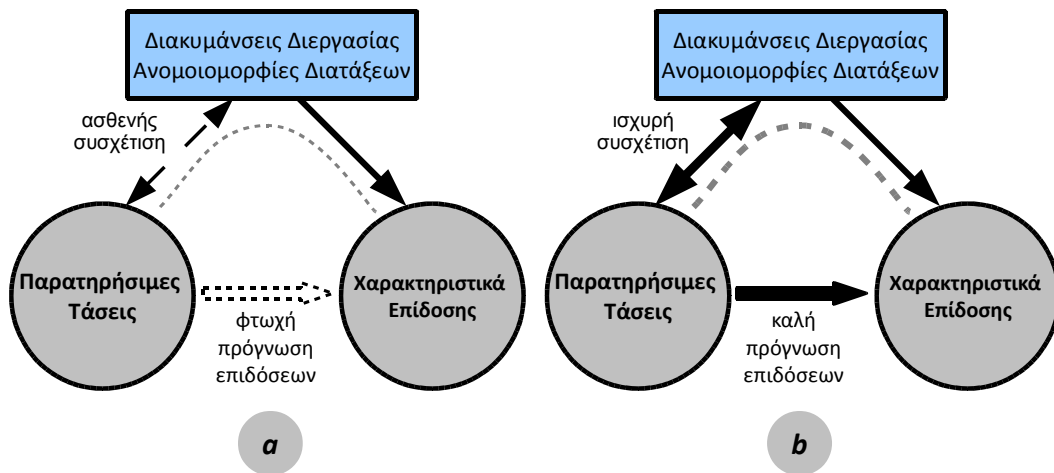 Διακυμάνσεις Διεργασίας
Ανομοιομορφίες Διατάξεων
ασθενής
συσχέτιση
Παρατηρήσιμες
Τάσεις
Χαρακτηριστικά
Επίδοσης
φτωχή
πρόγνωση
επιδόσεων
a
Διακυμάνσεις Διεργασίας
Ανομοιομορφίες Διατάξεων
ισχυρή
συσχέτιση
Παρατηρήσιμες
Τάσεις
Χαρακτηριστικά
Επίδοσης
καλή
πρόγνωση
επιδόσεων
b